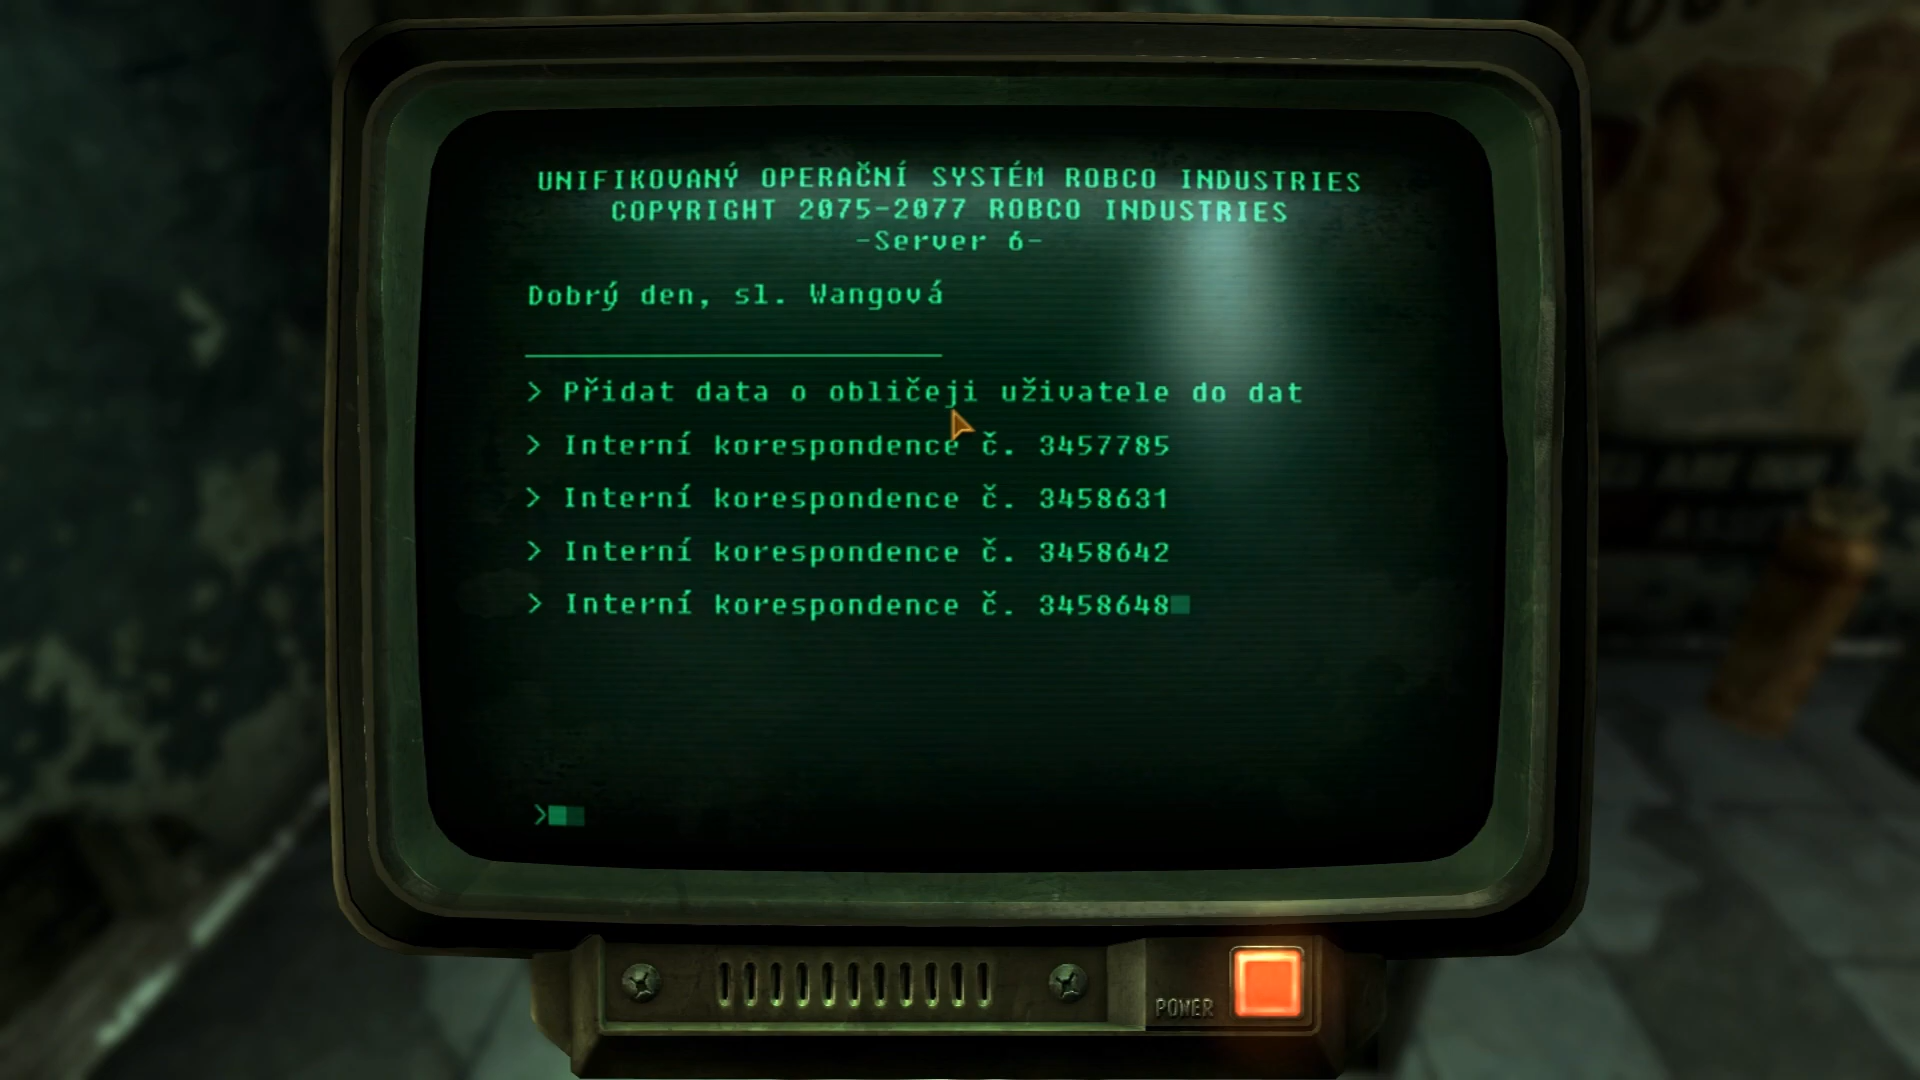 UNIFIKOVANÝ OPERAČNÍ SYSTÉM ROBCO INDUSTRIES
COPYRIGHT 2075-2077 ROBCO INDUSTRIES
-Server 6-
Dobrý den, sl. Wangová
> Přidat data o obličeji uživatele do dat
> Interní korespondence č. 3457785
> Interní korespondence č. 3458631
> Interní korespondence č. 3458642
> Interní korespondence č. 3458648
>
POWER